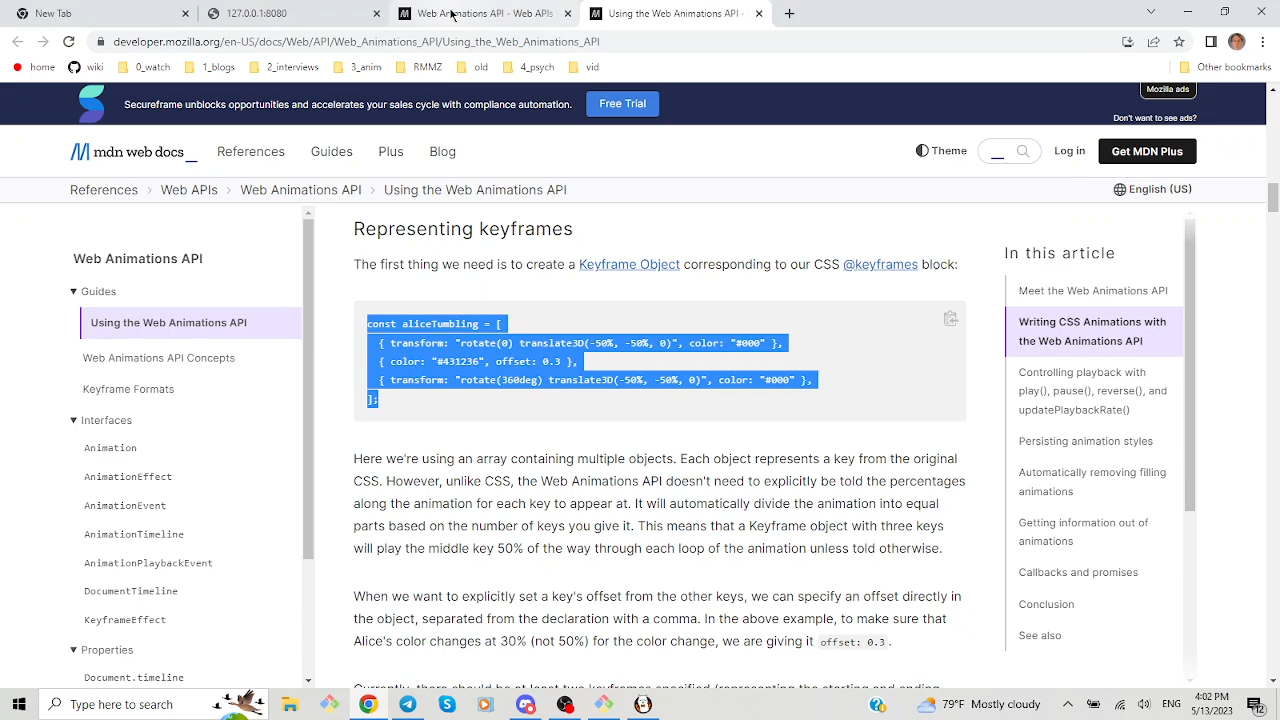 New Tab
127.0.0.1:8080
Web Animations API - Web APIs
Using the Web Animations API -
developer.mozilla.org/en-US/docs/Web/API/Web_Animations_API/Using_the_Web_Animations_API
home
wiki
0_watch
1_blogs
2_interviews
3_anim
RMMZ
old
4_psych
vid
Other bookmarks
Secureframe unblocks opportunities and accelerates your sales cycle with compliance automation.
Free Trial
Mozilla ads
Don't want to see ads?
mdn web docs_
References
Guides
Plus
Blog
Theme
Log in
Get MDN Plus
References
Web APIs
Web Animations API
Using the Web Animations API
English (US)
Web Animations API
Guides
Using the Web Animations API
Web Animations API Concepts
Keyframe Formats
Interfaces
Animation
AnimationEffect
AnimationEvent
AnimationTimeline
AnimationPlaybackEvent
DocumentTimeline
KeyframeEffect
Properties
Document.timeline
Representing keyframes
The first thing we need is to create a Keyframe Object corresponding to our CSS @keyframes block:
const aliceTumbling = [
{ transform: "rotate(0) translate3D(-50%, -50%, 0)", color: "#000" },
{ color: "#431236", offset: 0.3 },
{ transform: "rotate(360deg) translate3D(-50%, -50%, 0)", color: "#000" },
];
Here we're using an array containing multiple objects. Each object represents a key from the original
CSS. However, unlike CSS, the Web Animations API doesn't need to explicitly be told the percentages
along the animation for each key to appear at. It will automatically divide the animation into equal
parts based on the number of keys you give it. This means that a Keyframe object with three keys
will play the middle key 50% of the way through each loop of the animation unless told otherwise.
When we want to explicitly set a key's offset from the other keys, we can specify an offset directly in
the object, separated from the declaration with a comma. In the above example, to make sure that
Alice's color changes at 30% (not 50%) for the color change, we are giving it offset: 0.3.
Currently, there should be at least two keyframes specified (representing the starting and ending
In this article
Meet the Web Animations API
Writing CSS Animations with
the Web Animations API
Controlling playback with
play(), pause(), reverse(), and
updatePlaybackRate()
Persisting animation styles
Automatically removing filling
animations
Getting information out of
animations
Callbacks and promises
Conclusion
See also
Type here to search
79°F Mostly cloudy
ENG
4:02 PM
5/13/2023
12